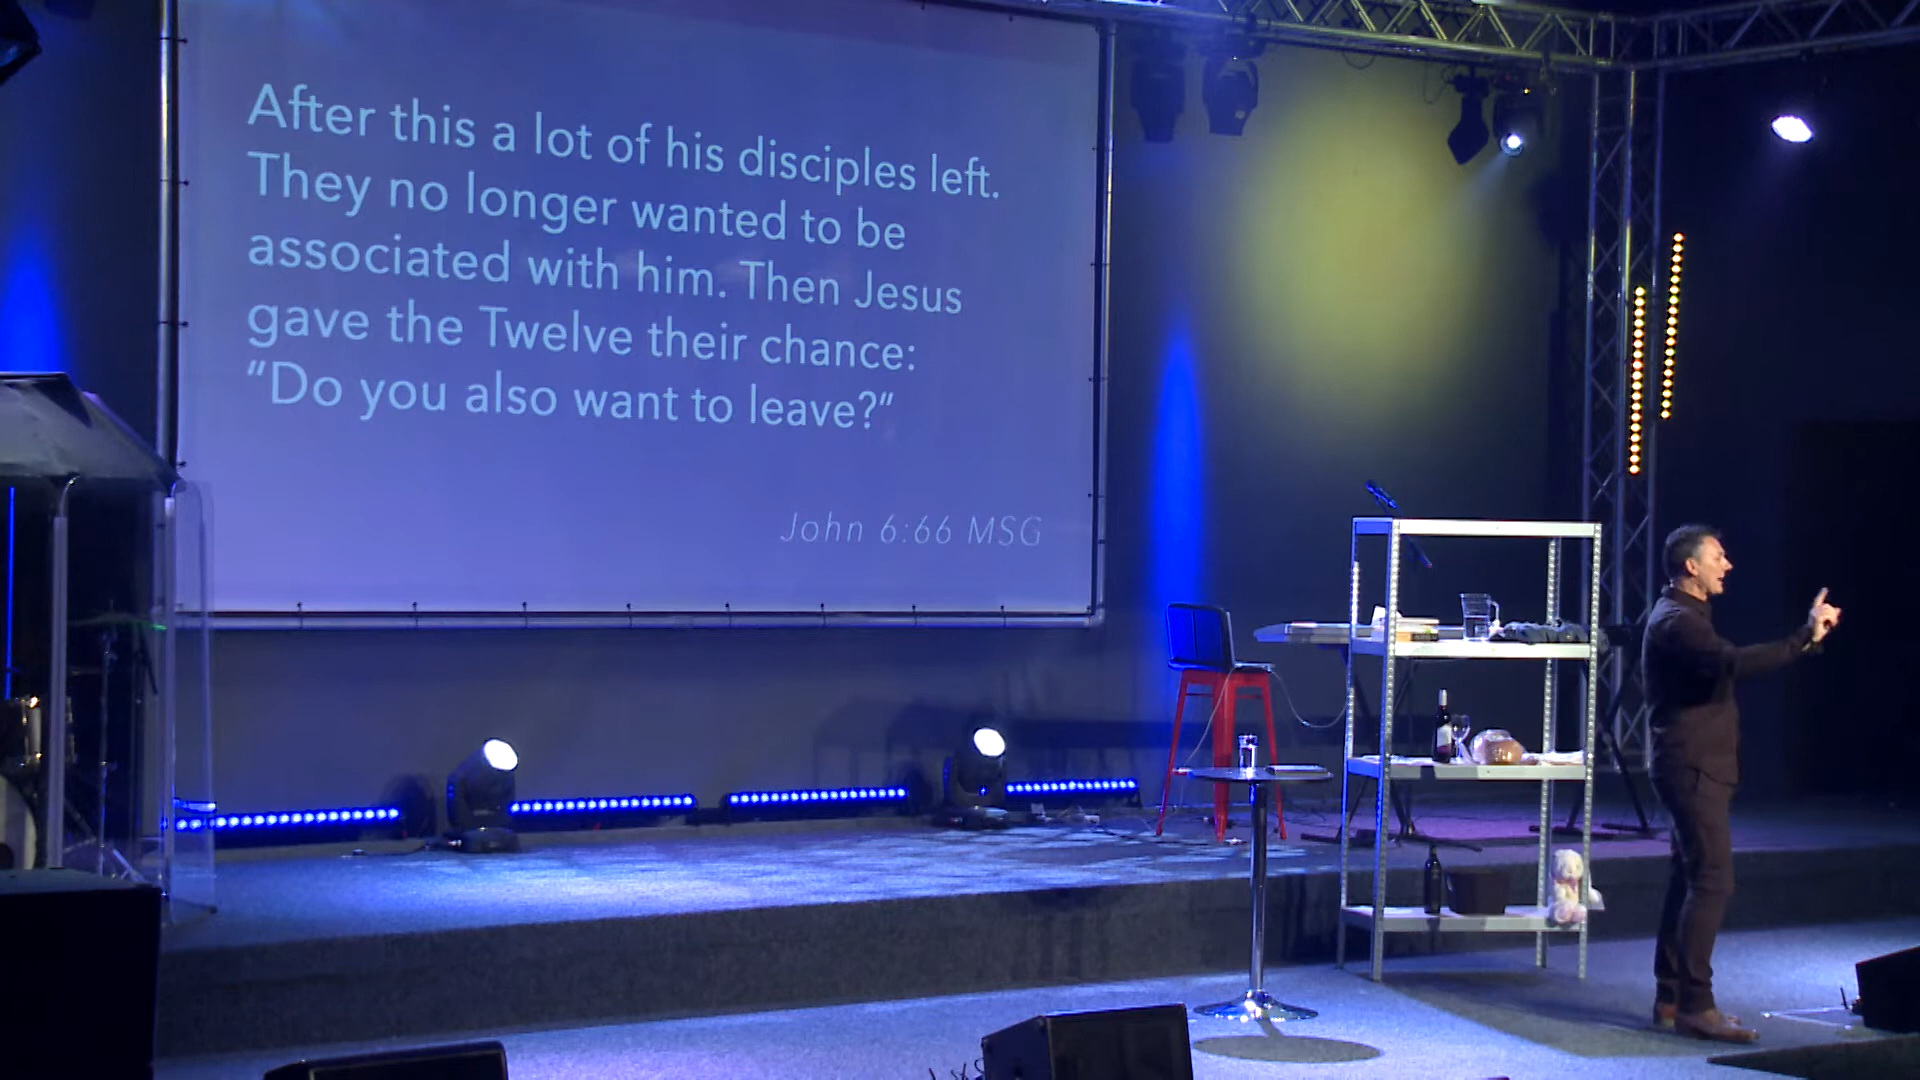 After this a lot of his disciples left.
They no longer wanted to be
associated with him. Then Jesus
gave the Twelve their chance:
“Do you also want to leave?”
John 6:66 MSG